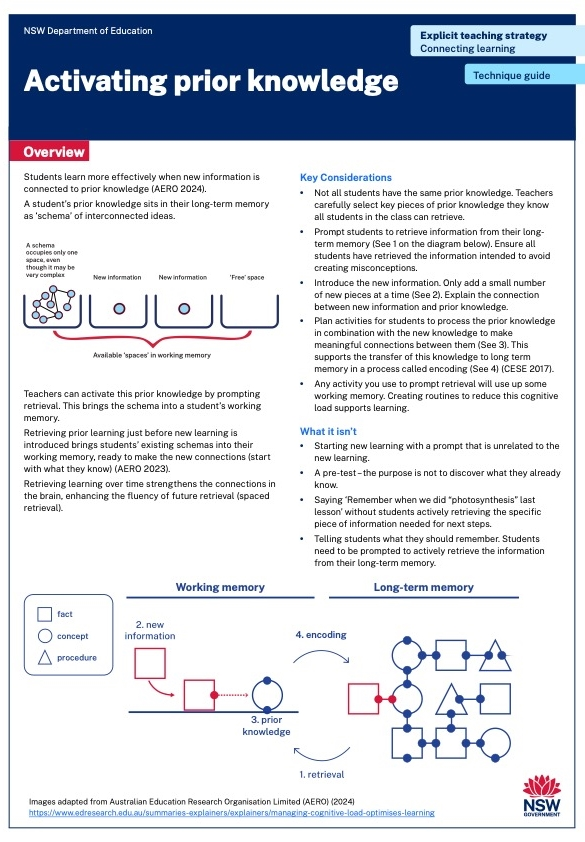 NSW Department of Education
Explicit teaching strategy
Connecting learning
Technique guide
Activating prior knowledge
Overview
Students learn more effectively when new information is
connected to prior knowledge (AERO 2024).
A student's prior knowledge sits in their long-term memory
as 'schema' of interconnected ideas.
A schema
occupies only one
space, even
though it may be
very complex
New information
New information
'Free' space
Available 'spaces' in working memory
Teachers can activate this prior knowledge by prompting
retrieval. This brings the schema into a student's working
memory.
Retrieving prior learning just before new learning is
introduced brings students' existing schemas into their
working memory, ready to make the new connections (start
with what they know) (AERO 2023).
Retrieving learning over time strengthens the connections in
the brain, enhancing the fluency of future retrieval (spaced
retrieval).
Key Considerations
• Not all students have the same prior knowledge. Teachers
carefully select key pieces of prior knowledge they know
all students in the class can retrieve.
• Prompt students to retrieve information from their long-
term memory (See 1 on the diagram below). Ensure all
students have retrieved the information intended to avoid
creating misconceptions.
• Introduce the new information. Only add a small number
of new pieces at a time (See 2). Explain the connection
between new information and prior knowledge.
• Plan activities for students to process the prior knowledge
in combination with the new knowledge to make
meaningful connections between them (See 3). This
supports the transfer of this knowledge to long term
memory in a process called encoding (See 4) (CESE 2017).
• Any activity you use to prompt retrieval will use up some
working memory. Creating routines to reduce this cognitive
load supports learning.
What it isn't
• Starting new learning with a prompt that is unrelated to the
new learning.
• A pre-test – the purpose is not to discover what they already
know.
• Saying 'Remember when we did "photosynthesis" last
lesson' without students actively retrieving the specific
piece of information needed for next steps.
• Telling students what they should remember. Students
need to be prompted to actively retrieve the information
from their long-term memory.
fact
concept
procedure
Working memory
Long-term memory
2. new
information
3. prior
knowledge
4. encoding
1. retrieval
Images adapted from Australian Education Research Organisation Limited (AERO) (2024)
https://www.edresearch.edu.au/summaries-explainers/explainers/managing-cognitive-load-optimises-learning
NSW
GOVERNMENT